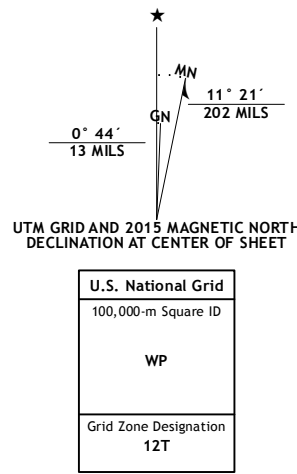 MN
GN
11° 21´
202 MILS
0° 44´
13 MILS
UTM GRID AND 2015 MAGNETIC NORTH
DECLINATION AT CENTER OF SHEET
U.S. National Grid
100,000-m Square ID
WP
Grid Zone Designation
12T